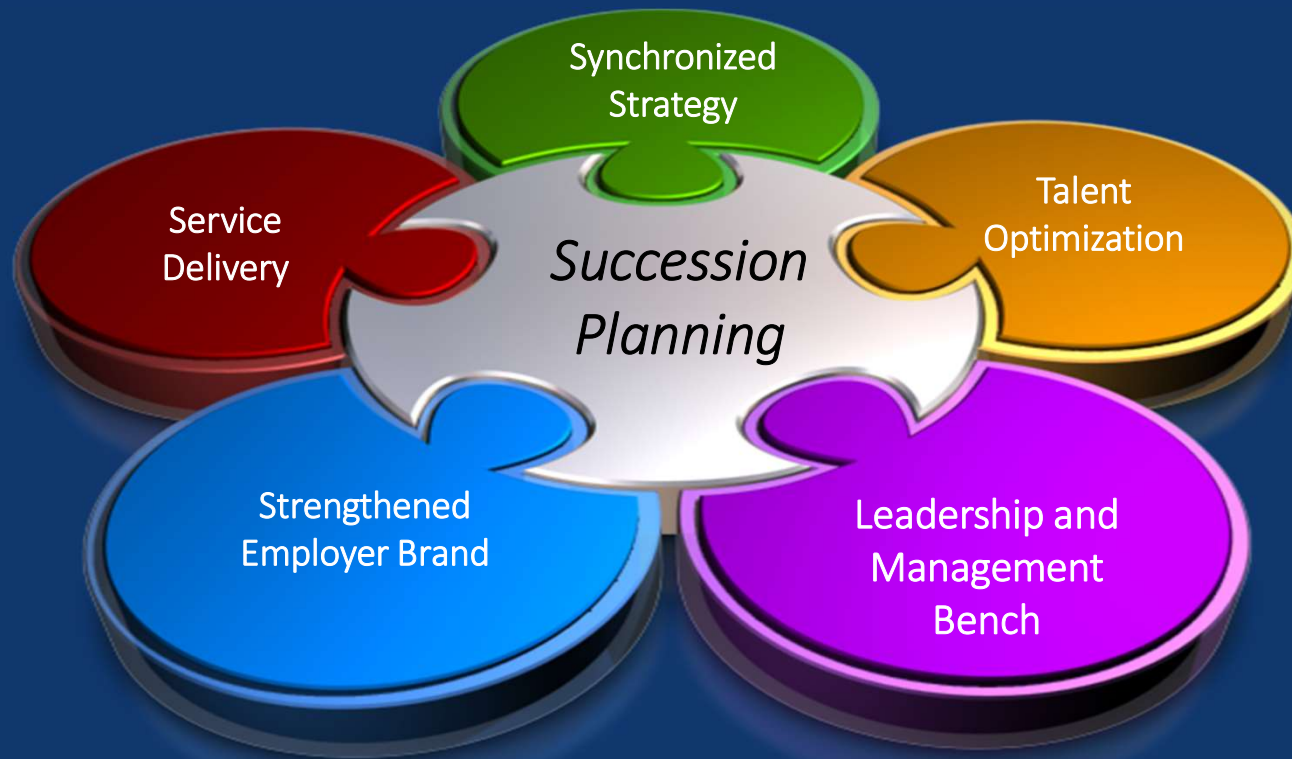 Synchronized
Strategy
Service
Delivery
Talent
Optimization
Succession
Planning
Strengthened
Employer Brand
Leadership and
Management
Bench